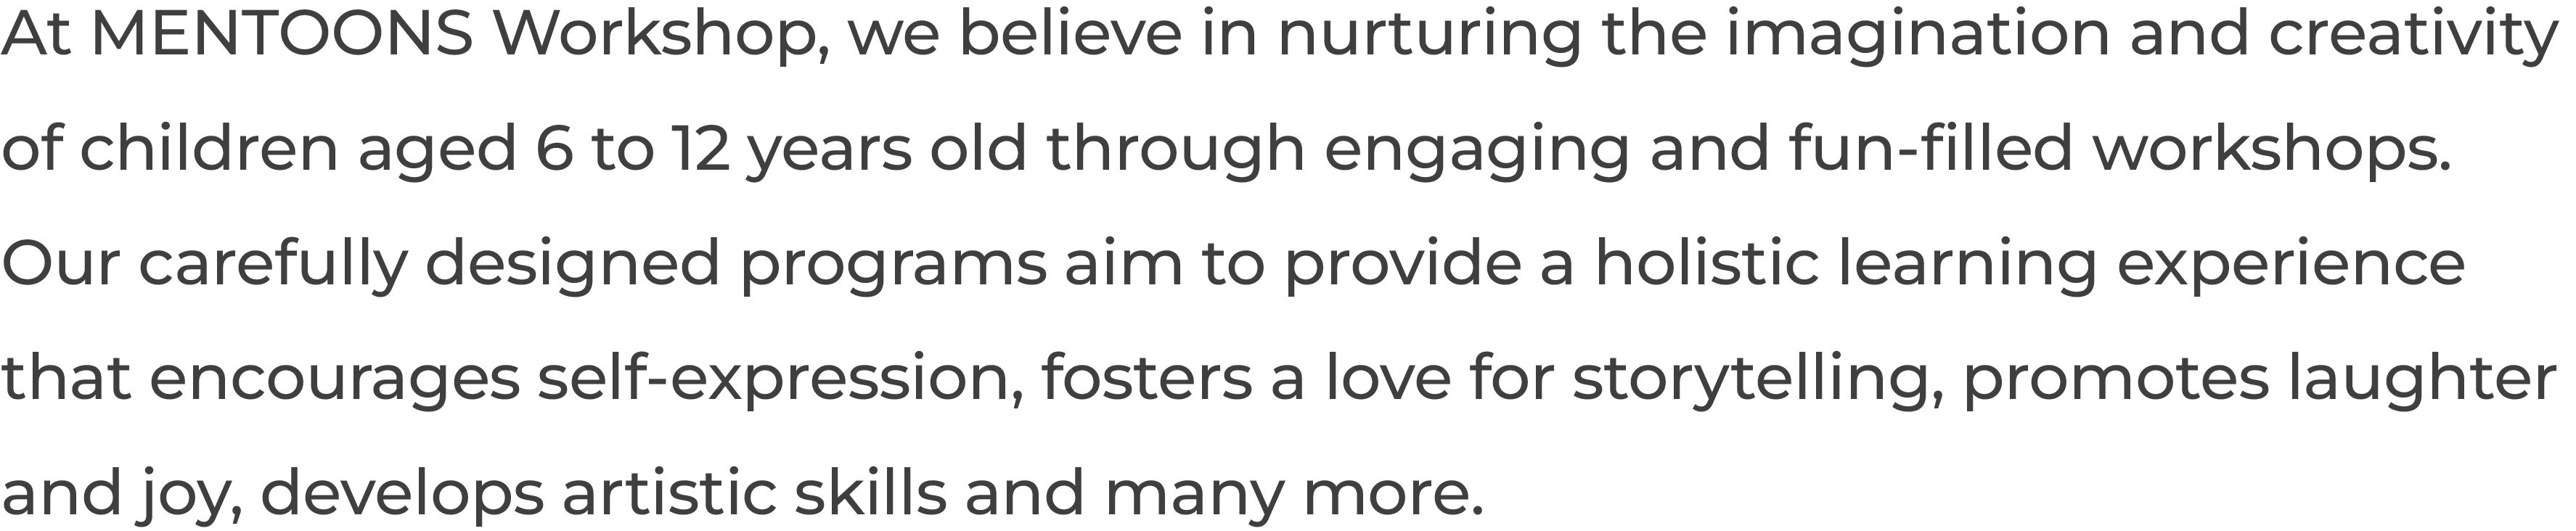 At MENTOONS Workshop, we believe in nurturing the imagination and creativity
of children aged 6 to 12 years old through engaging and fun-filled workshops.
Our carefully designed programs aim to provide a holistic learning experience
that encourages self-expression, fosters a love for storytelling, promotes laughter
and joy, develops artistic skills and many more.